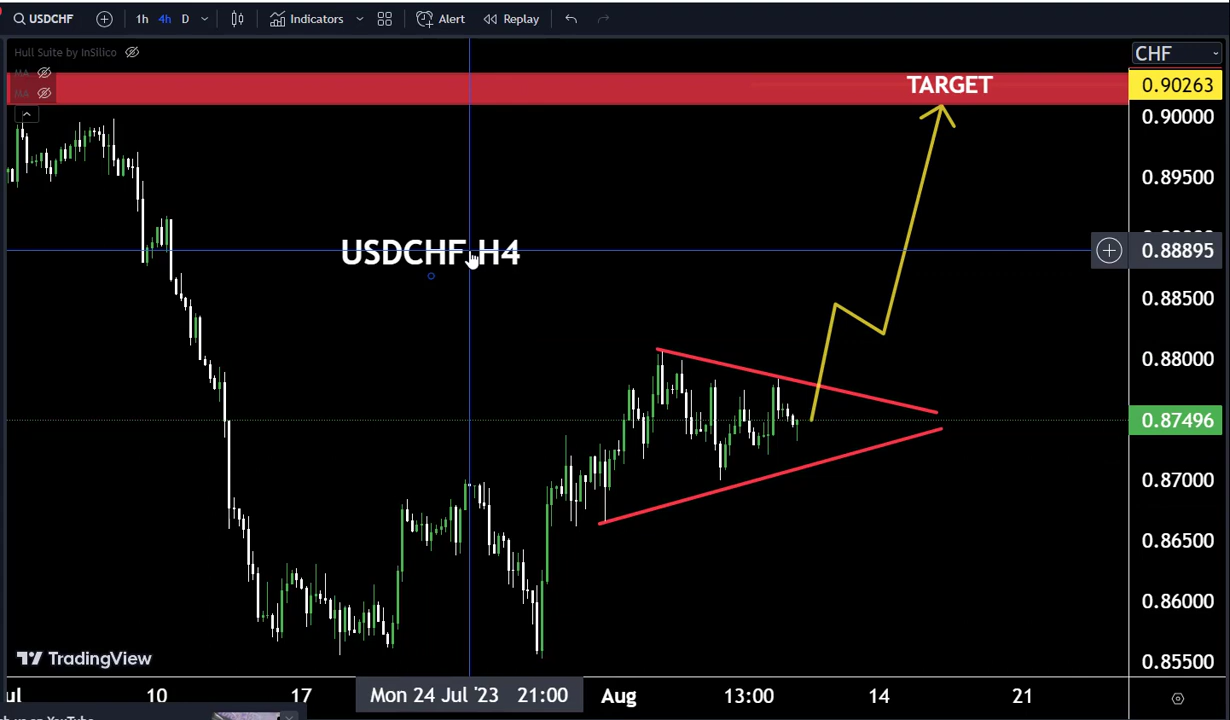 USDCHF 1h 4h D Indicators Alert Replay
Hull Suite by InSilico
MA
MA
CHF
TARGET
0.90263
0.90000
0.89500
USDCHF H4
0.88895
0.88500
0.88000
0.87496
0.87000
0.86500
0.86000
0.85500
TradingView
10 17 Mon 24 Jul '23 21:00 Aug 13:00 14 21